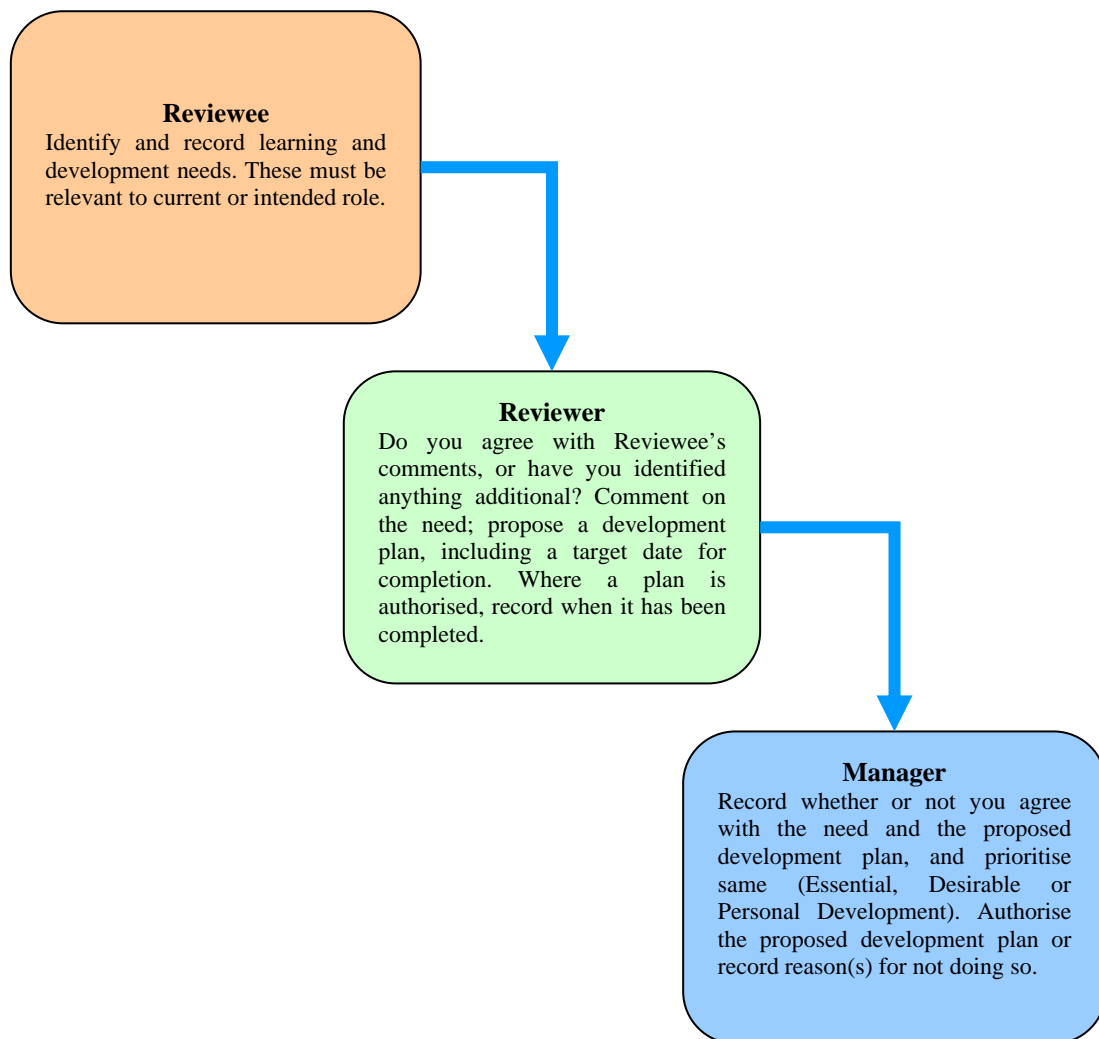 Reviewee
Identify and record learning and
development needs. These must be
relevant to current or intended role.
Reviewer
Do you agree with Reviewee’s
comments, or have you identified
anything additional? Comment on
the need; propose a development
plan, including a target date for
completion. Where a plan is
authorised, record when it has been
completed.
Manager
Record whether or not you agree
with the need and the proposed
development plan, and prioritise
same (Essential, Desirable or
Personal Development). Authorise
the proposed development plan or
record reason(s) for not doing so.